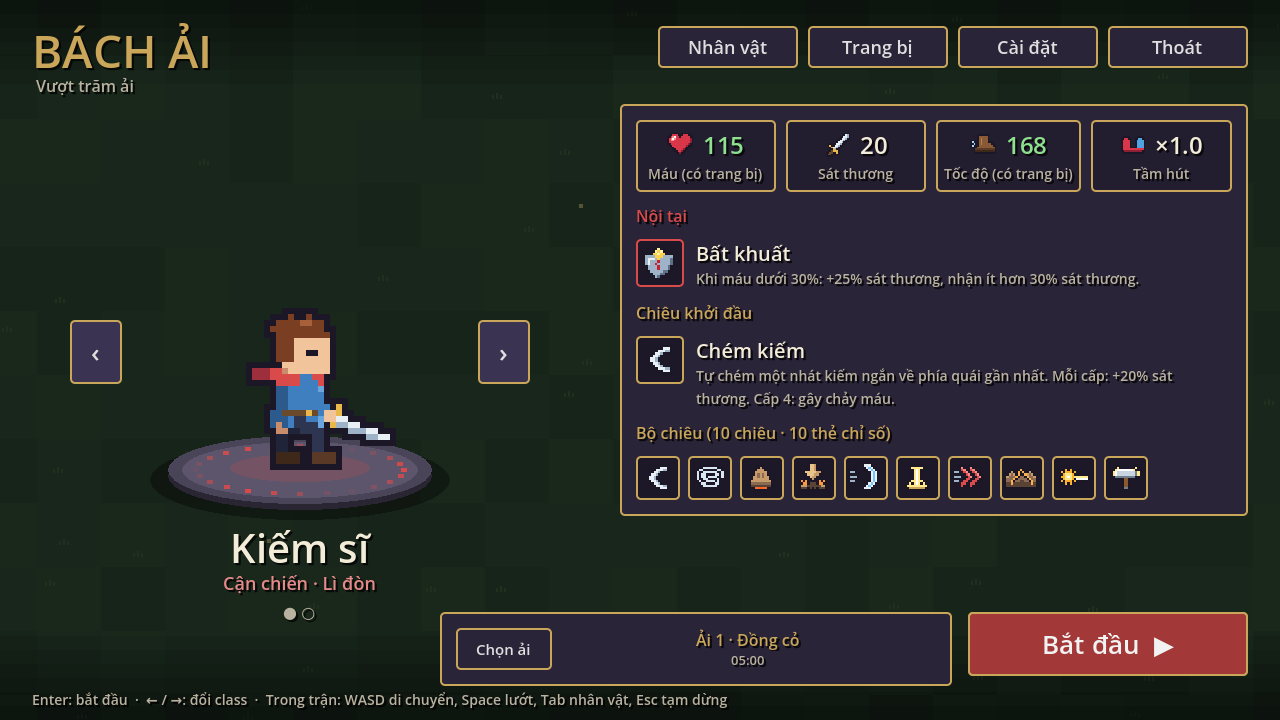 BÁCH ẢI
Vượt trăm ải
Nhân vật
Trang bị
Cài đặt
Thoát
115
Máu (có trang bị)
20
Sát thương
168
Tốc độ (có trang bị)
×1.0
Tầm hút
Nội tại
Bất khuất
Khi máu dưới 30%: +25% sát thương, nhận ít hơn 30% sát thương.
Chiêu khởi đầu
Chém kiếm
Tự chém một nhát kiếm ngắn về phía quái gần nhất. Mỗi cấp: +20% sát
thương. Cấp 4: gây chảy máu.
Bộ chiêu (10 chiêu · 10 thẻ chỉ số)
‹
›
Kiếm sĩ
Cận chiến · Lì đòn
Chọn ải
Ải 1 · Đồng cỏ
05:00
Bắt đầu ▶
Enter: bắt đầu · ← / →: đổi class · Trong trận: WASD di chuyển, Space lướt, Tab nhân vật, Esc tạm dừng